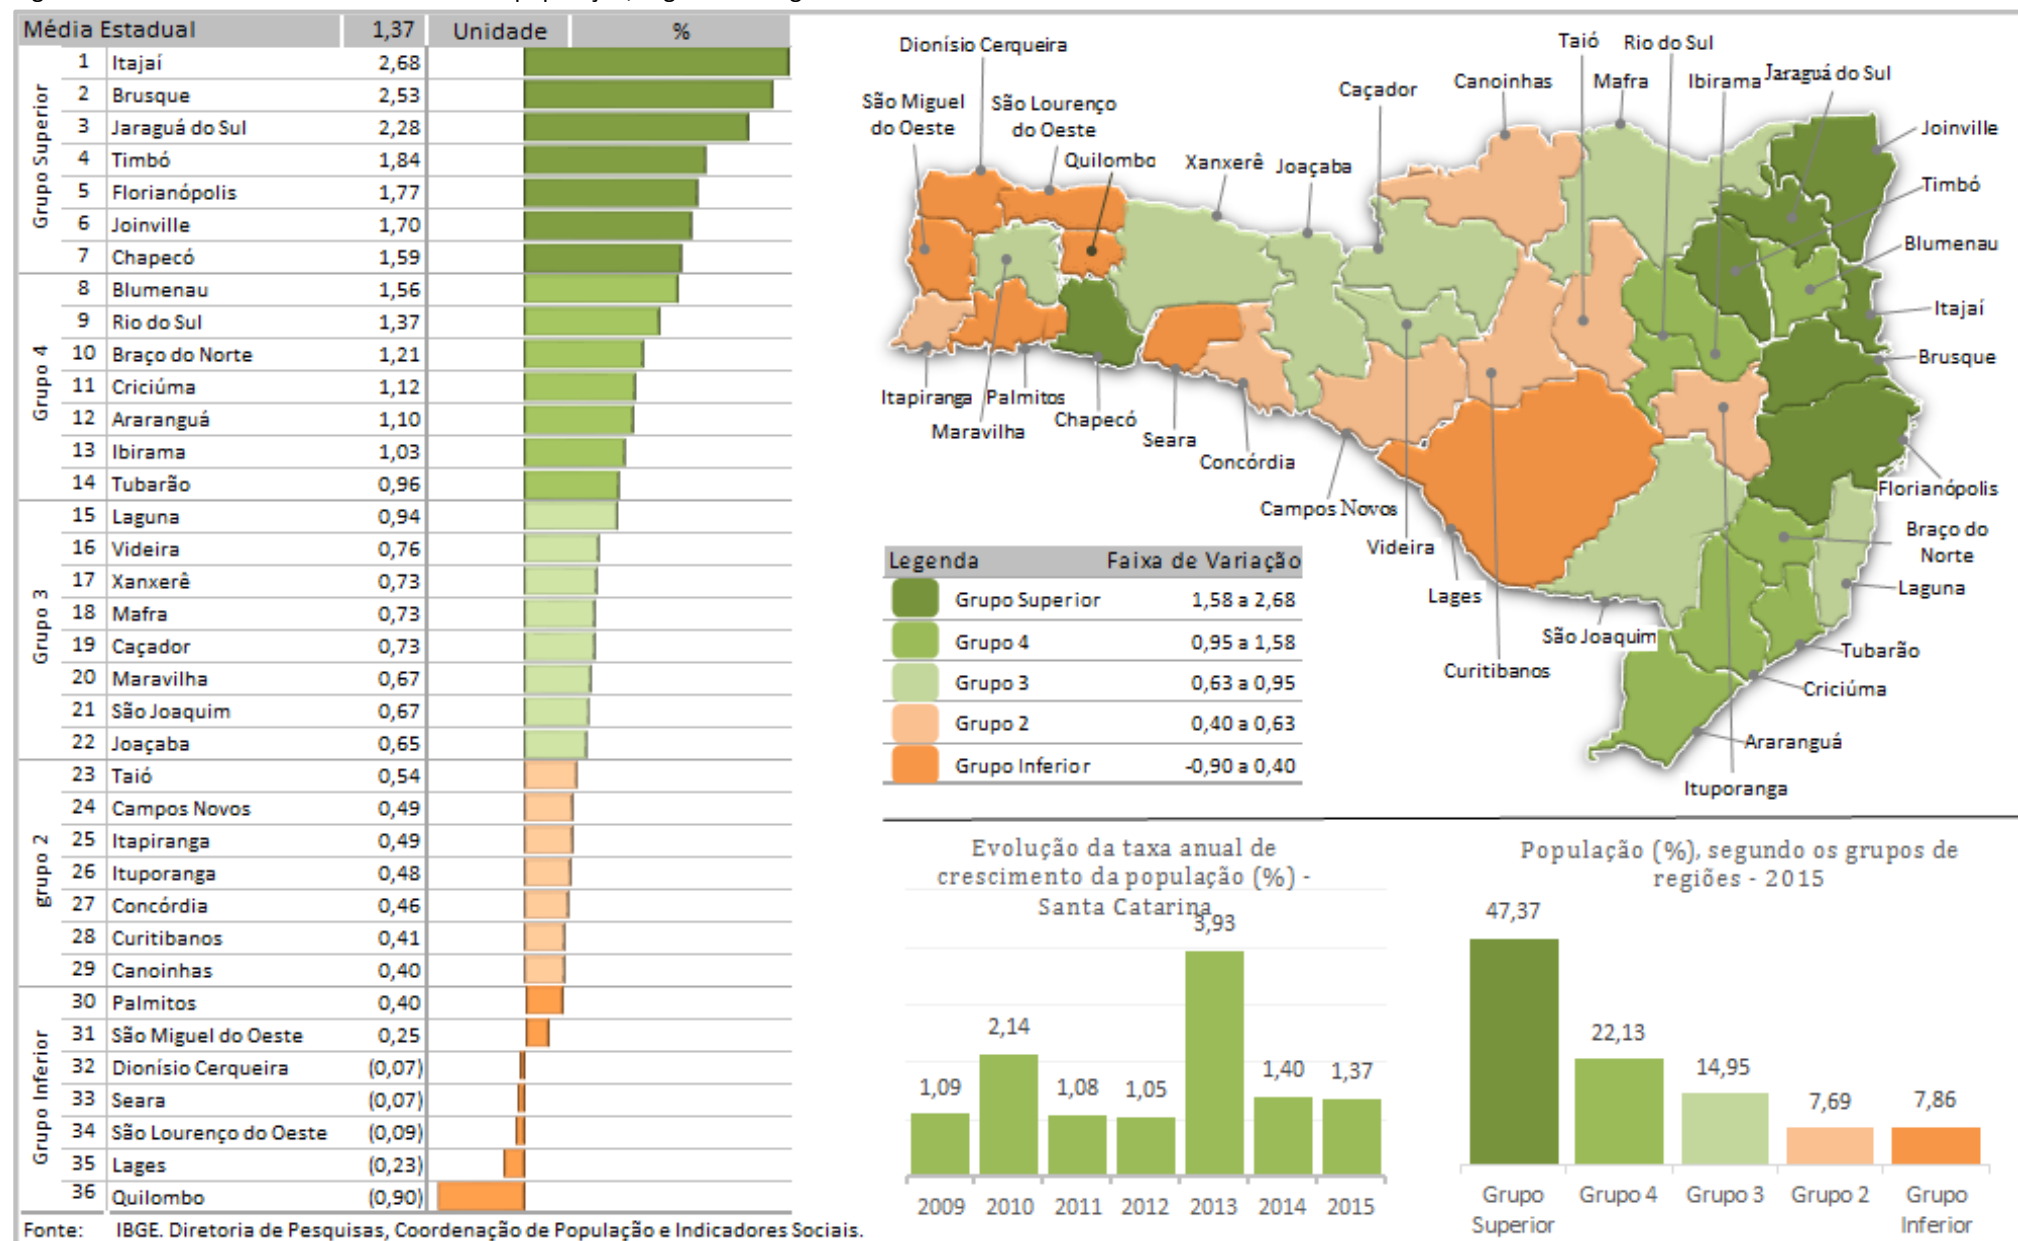 Média Estadual 1,37 Unidade %
Grupo Superior
1 Itajaí 2,68
2 Brusque 2,53
3 Jaraguá do Sul 2,28
4 Timbó 1,84
5 Florianópolis 1,77
6 Joinville 1,70
7 Chapecó 1,59
Grupo 4
8 Blumenau 1,56
9 Rio do Sul 1,37
10 Braço do Norte 1,21
11 Criciúma 1,12
12 Araranguá 1,10
13 Ibirama 1,03
14 Tubarão 0,96
Grupo 3
15 Laguna 0,94
16 Videira 0,76
17 Xanxerê 0,73
18 Mafra 0,73
19 Caçador 0,73
20 Maravilha 0,67
21 São Joaquim 0,67
22 Joaçaba 0,65
grupo 2
23 Taió 0,54
24 Campos Novos 0,49
25 Itapiranga 0,49
26 Ituporanga 0,48
27 Concórdia 0,46
28 Curitibanos 0,41
29 Canoinhas 0,40
Grupo Inferior
30 Palmitos 0,40
31 São Miguel do Oeste 0,25
32 Dionísio Cerqueira (0,07)
33 Seara (0,07)
34 São Lourenço do Oeste (0,09)
35 Lages (0,23)
36 Quilombo (0,90)
Fonte: IBGE. Diretoria de Pesquisas, Coordenação de População e Indicadores Sociais.
Dionísio Cerqueira
São Miguel
do Oeste
São Lourenço
do Oeste
Quilombo
Xanxerê
Joaçaba
Caçador
Canoinhas
Taió
Mafra
Rio do Sul
Ibirama
Jaraguá do Sul
Joinville
Timbó
Blumenau
Itajaí
Brusque
Florianópolis
Braço do
Norte
Laguna
Tubarão
Criciúma
Araranguá
Ituporanga
São Joaquim
Curitibanos
Lages
Videira
Campos Novos
Concórdia
Seara
Chapecó
Maravilha
Palmitos
Itapiranga
Legenda Faixa de Variação
Grupo Superior 1,58 a 2,68
Grupo 4 0,95 a 1,58
Grupo 3 0,63 a 0,95
Grupo 2 0,40 a 0,63
Grupo Inferior -0,90 a 0,40
Evolução da taxa anual de
crescimento da população (%) -
Santa Catarina
1,09 2,14 1,08 1,05 3,93 1,40 1,37
2009 2010 2011 2012 2013 2014 2015
População (%), segundo os grupos de
regiões - 2015
47,37 22,13 14,95 7,69 7,86
Grupo Superior Grupo 4 Grupo 3 Grupo 2 Grupo Inferior